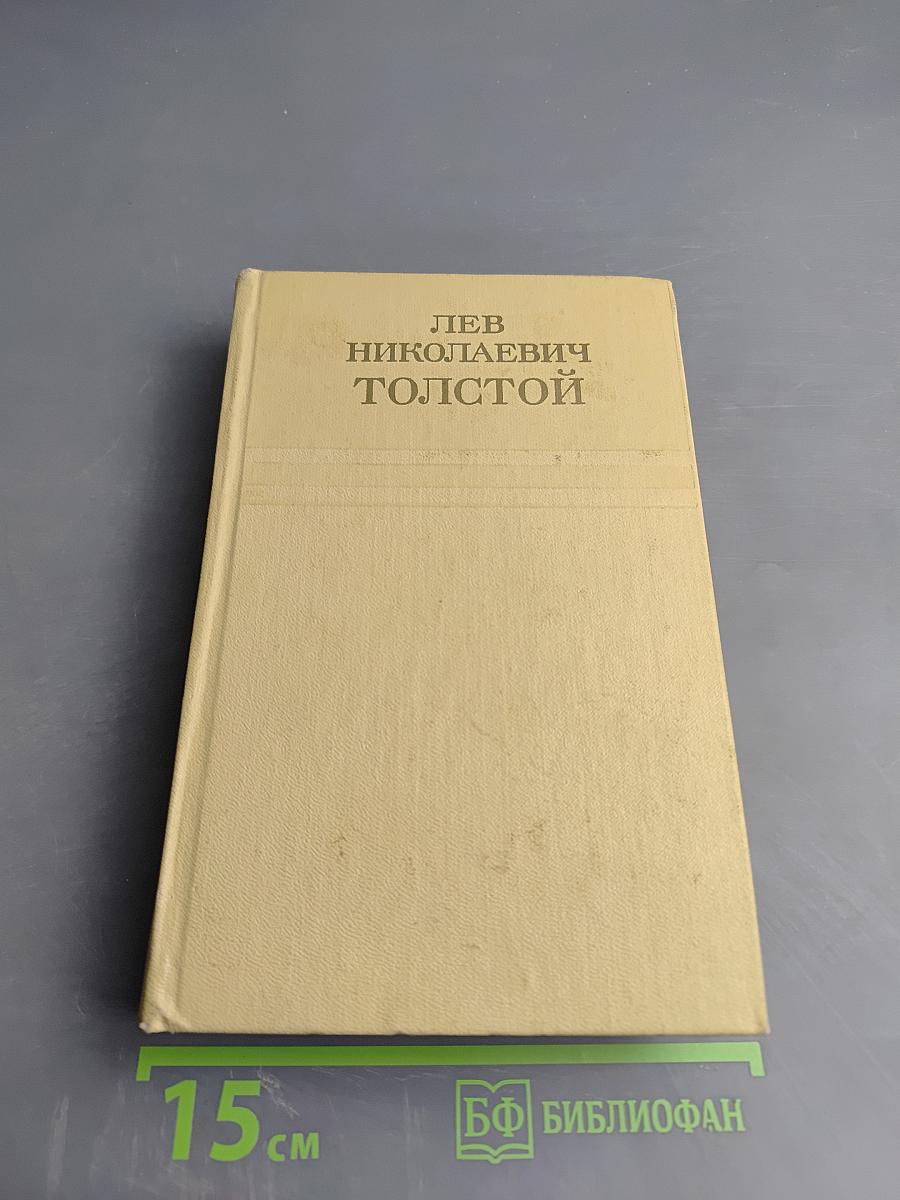 ЛЕВ
НИКОЛАЕВИЧ
ТОЛСТОЙ
15 см
БФ БИБЛИОФАН